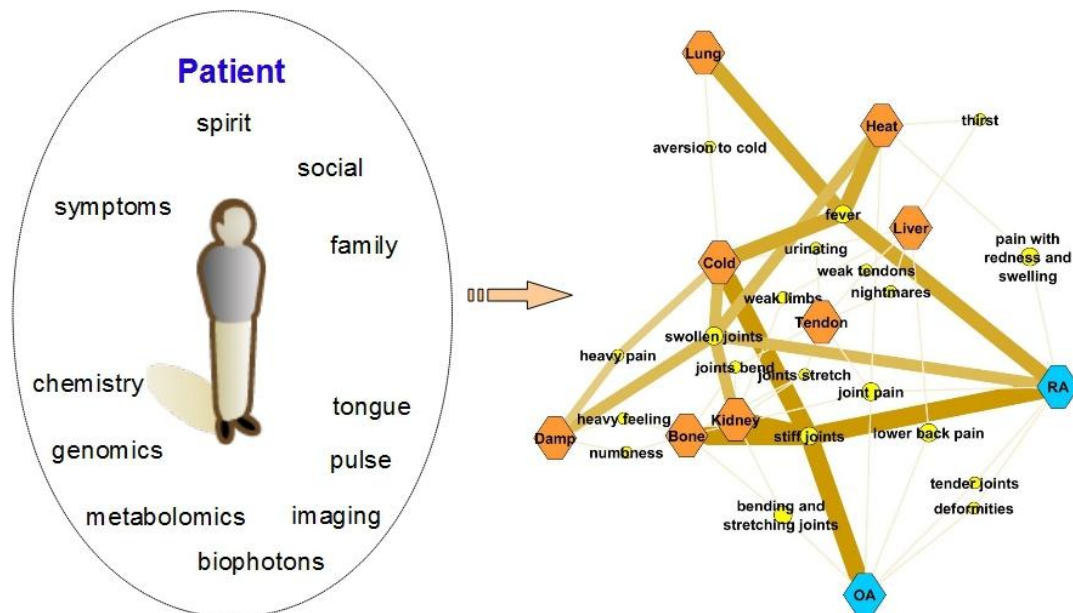 Patient
spirit
social
symptoms
family
chemistry
tongue
genomics
pulse
metabolomics
imaging
biophotons
Lung
Heat
thirst
aversion to cold
fever
Liver
urinating
pain with
redness and
swelling
Cold
weak tendons
weak limbs
nightmares
Tendon
swollen joints
heavy pain
joints bend
joints stretch
RA
joint pain
heavy feeling
Kidney
Damp
Bone
stiff joints
lower back pain
numbness
tender joints
bending and
stretching joints
deformities
OA